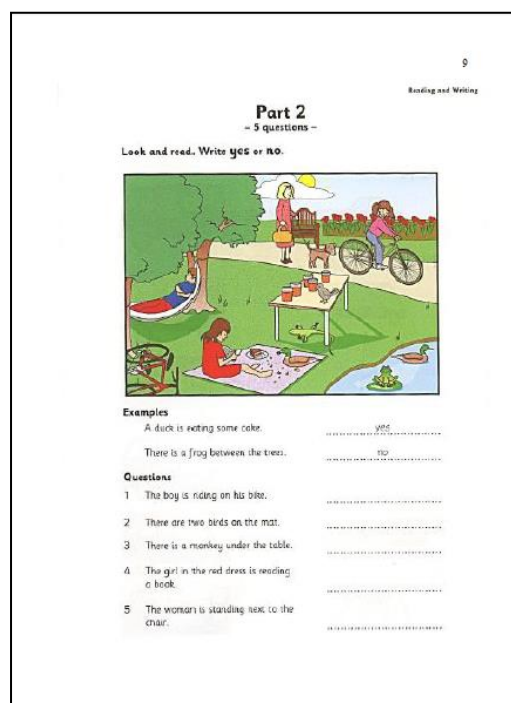 9
Reading and Writing
Part 2
– 5 questions –
Look and read. Write yes or no.
Examples
A duck is eating some cake. yes
There is a frog between the trees. no
Questions
1 The boy is riding on his bike.
2 There are two birds on the mat.
3 There is a monkey under the table.
4 The girl in the red dress is reading
a book.
5 The woman is standing next to the
chair.